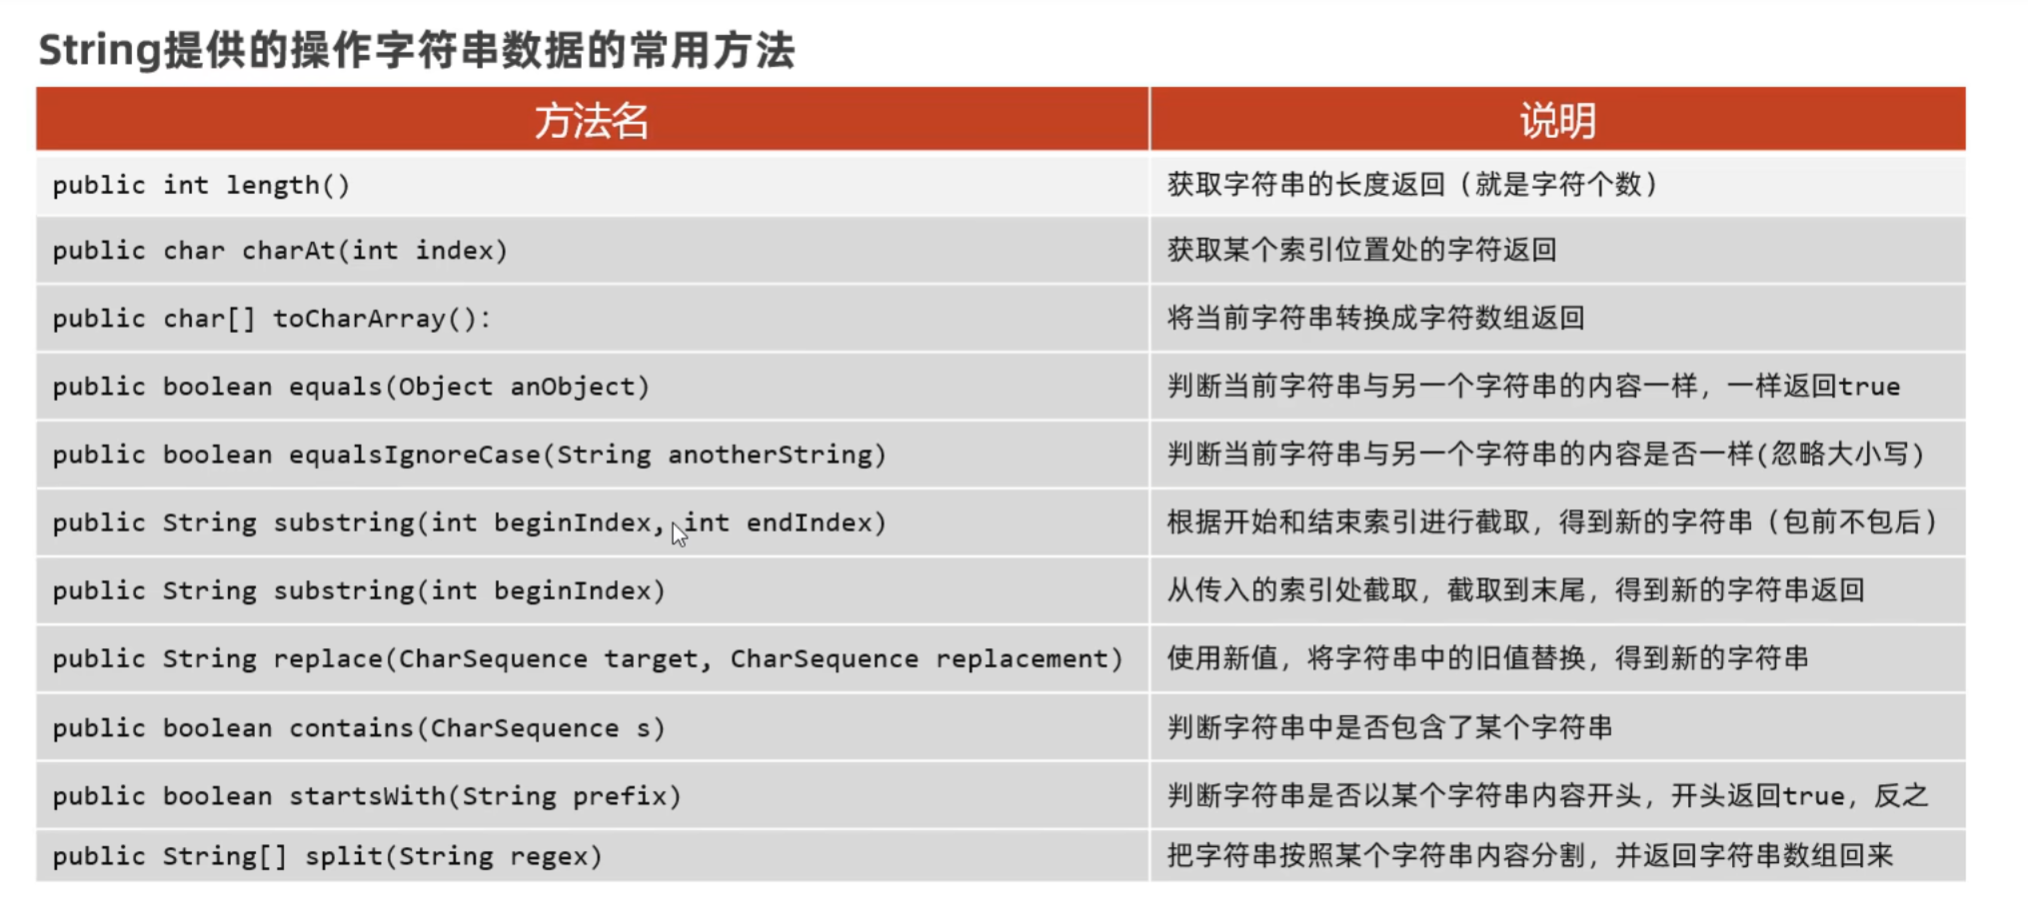 String提供的操作字符串数据的常用方法
方法名 说明
public int length() 获取字符串的长度返回（就是字符个数）
public char charAt(int index) 获取某个索引位置处的字符返回
public char[] toCharArray(): 将当前字符串转换成字符数组返回
public boolean equals(Object anObject) 判断当前字符串与另一个字符串的内容一样，一样返回true
public boolean equalsIgnoreCase(String anotherString) 判断当前字符串与另一个字符串的内容是否一样(忽略大小写)
public String substring(int beginIndex, int endIndex) 根据开始和结束索引进行截取，得到新的字符串（包前不包后）
public String substring(int beginIndex) 从传入的索引处截取，截取到末尾，得到新的字符串返回
public String replace(CharSequence target, CharSequence replacement) 使用新值，将字符串中的旧值替换，得到新的字符串
public boolean contains(CharSequence s) 判断字符串中是否包含了某个字符串
public boolean startsWith(String prefix) 判断字符串是否以某个字符串内容开头，开头返回true，反之
public String[] split(String regex) 把字符串按照某个字符串内容分割，并返回字符串数组回来